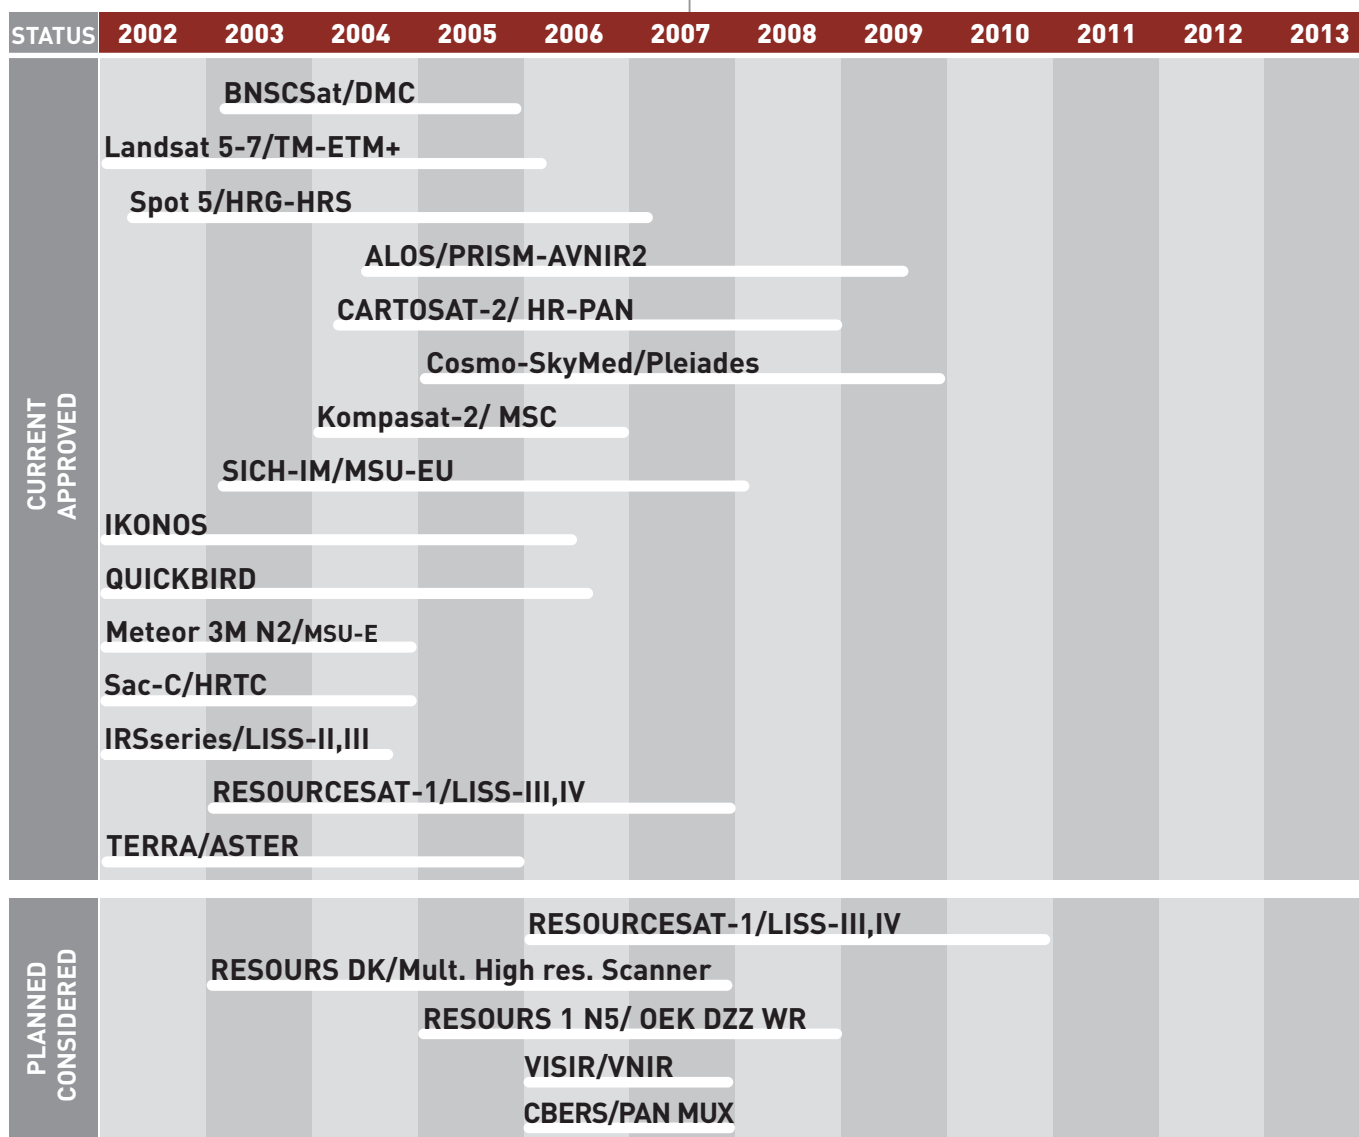 STATUS 2002 2003 2004 2005 2006 2007 2008 2009 2010 2011 2012 2013
CURRENT
APPROVED
BNSCSat/DMC
Landsat 5-7/TM-ETM+
Spot 5/HRG-HRS
ALOS/PRISM-AVNIR2
CARTOSAT-2/ HR-PAN
Cosmo-SkyMed/Pleiades
Kompasat-2/ MSC
SICH-IM/MSU-EU
IKONOS
QUICKBIRD
Meteor 3M N2/MSU-E
Sac-C/HRTC
IRSseries/LISS-II,III
RESOURCESAT-1/LISS-III,IV
TERRA/ASTER
PLANNED
CONSIDERED
RESOURCESAT-1/LISS-III,IV
RESOURS DK/Mult. High res. Scanner
RESOURS 1 N5/ OEK DZZ WR
VISIR/VNIR
CBERS/PAN MUX